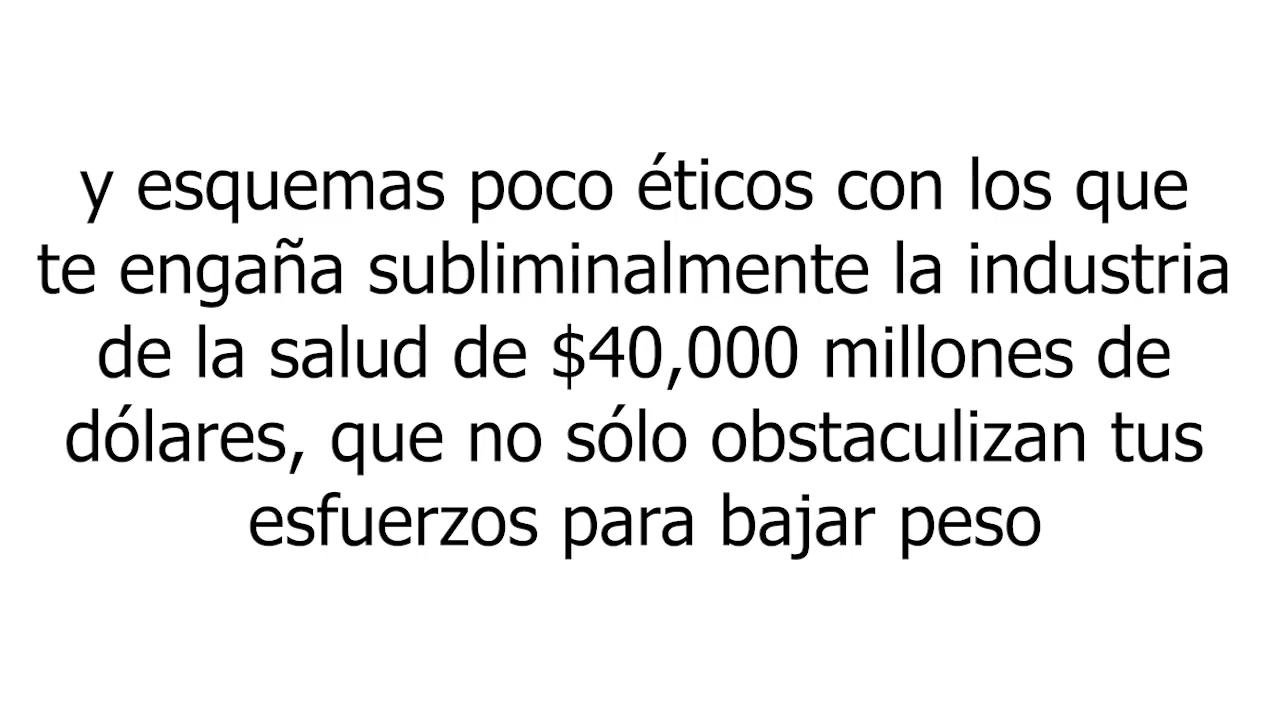 y esquemas poco éticos con los que
te engaña subliminalmente la industria
de la salud de $40,000 millones de
dólares, que no sólo obstaculizan tus
esfuerzos para bajar peso